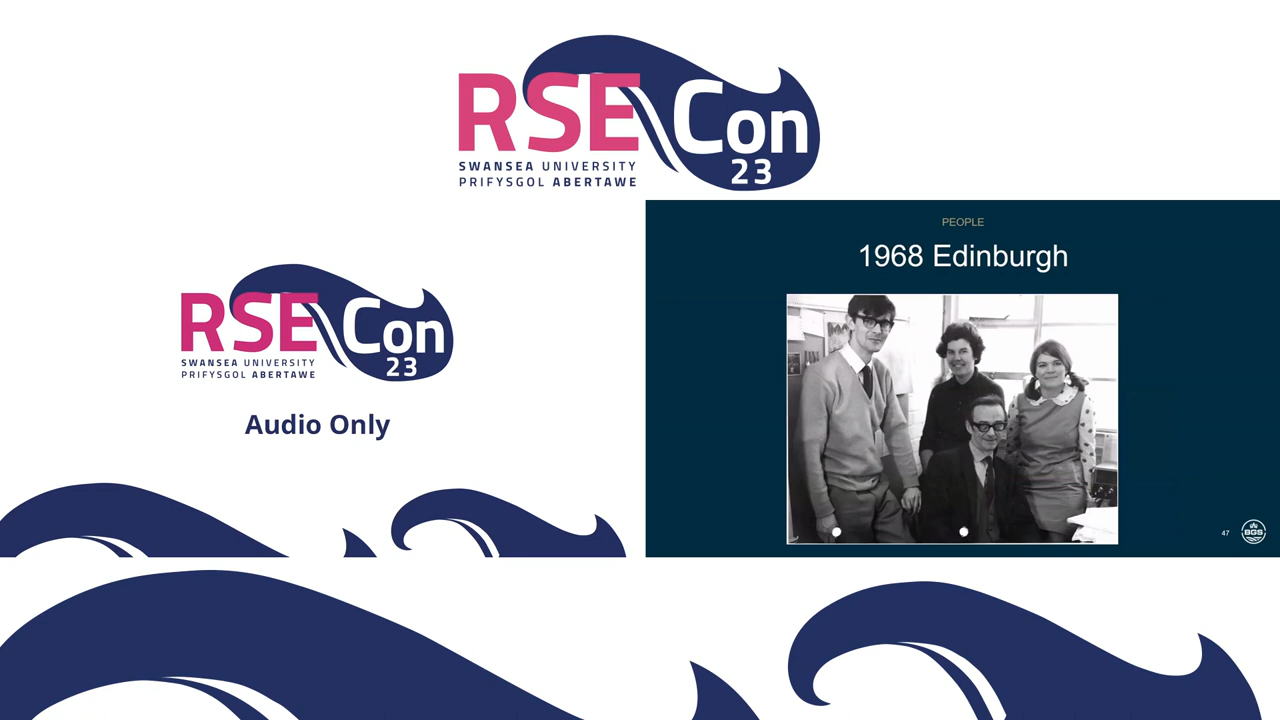 RSE Con
23
SWANSEA UNIVERSITY
PRIFYSGOL ABERTAWE
RSE Con
23
SWANSEA UNIVERSITY
PRIFYSGOL ABERTAWE
Audio Only
PEOPLE
1968 Edinburgh
47
BGS